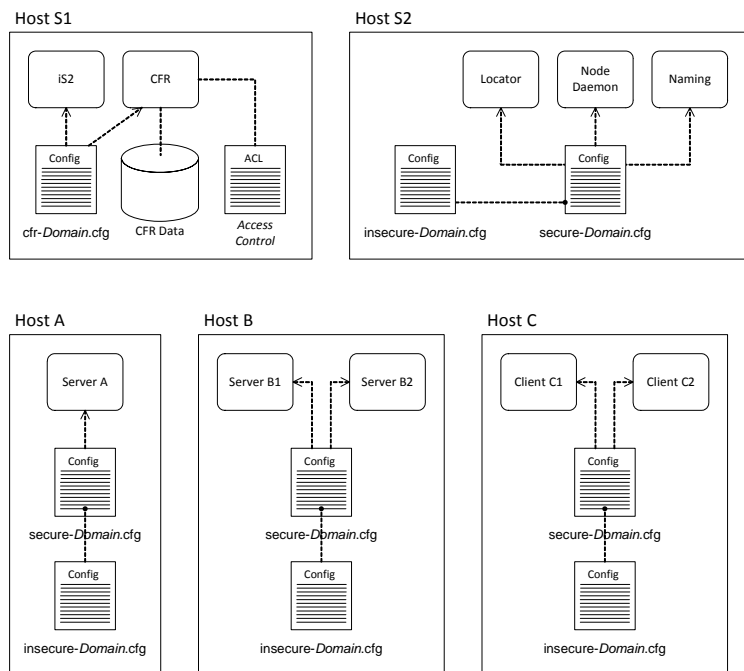 Host S1
iS2
CFR
Config
cfr-Domain.cfg
CFR Data
ACL
Access
Control
Host S2
Locator
Node
Daemon
Naming
Config
insecure-Domain.cfg
Config
secure-Domain.cfg
Host A
Server A
Config
secure-Domain.cfg
Config
insecure-Domain.cfg
Host B
Server B1
Server B2
Config
secure-Domain.cfg
Config
insecure-Domain.cfg
Host C
Client C1
Client C2
Config
secure-Domain.cfg
Config
insecure-Domain.cfg